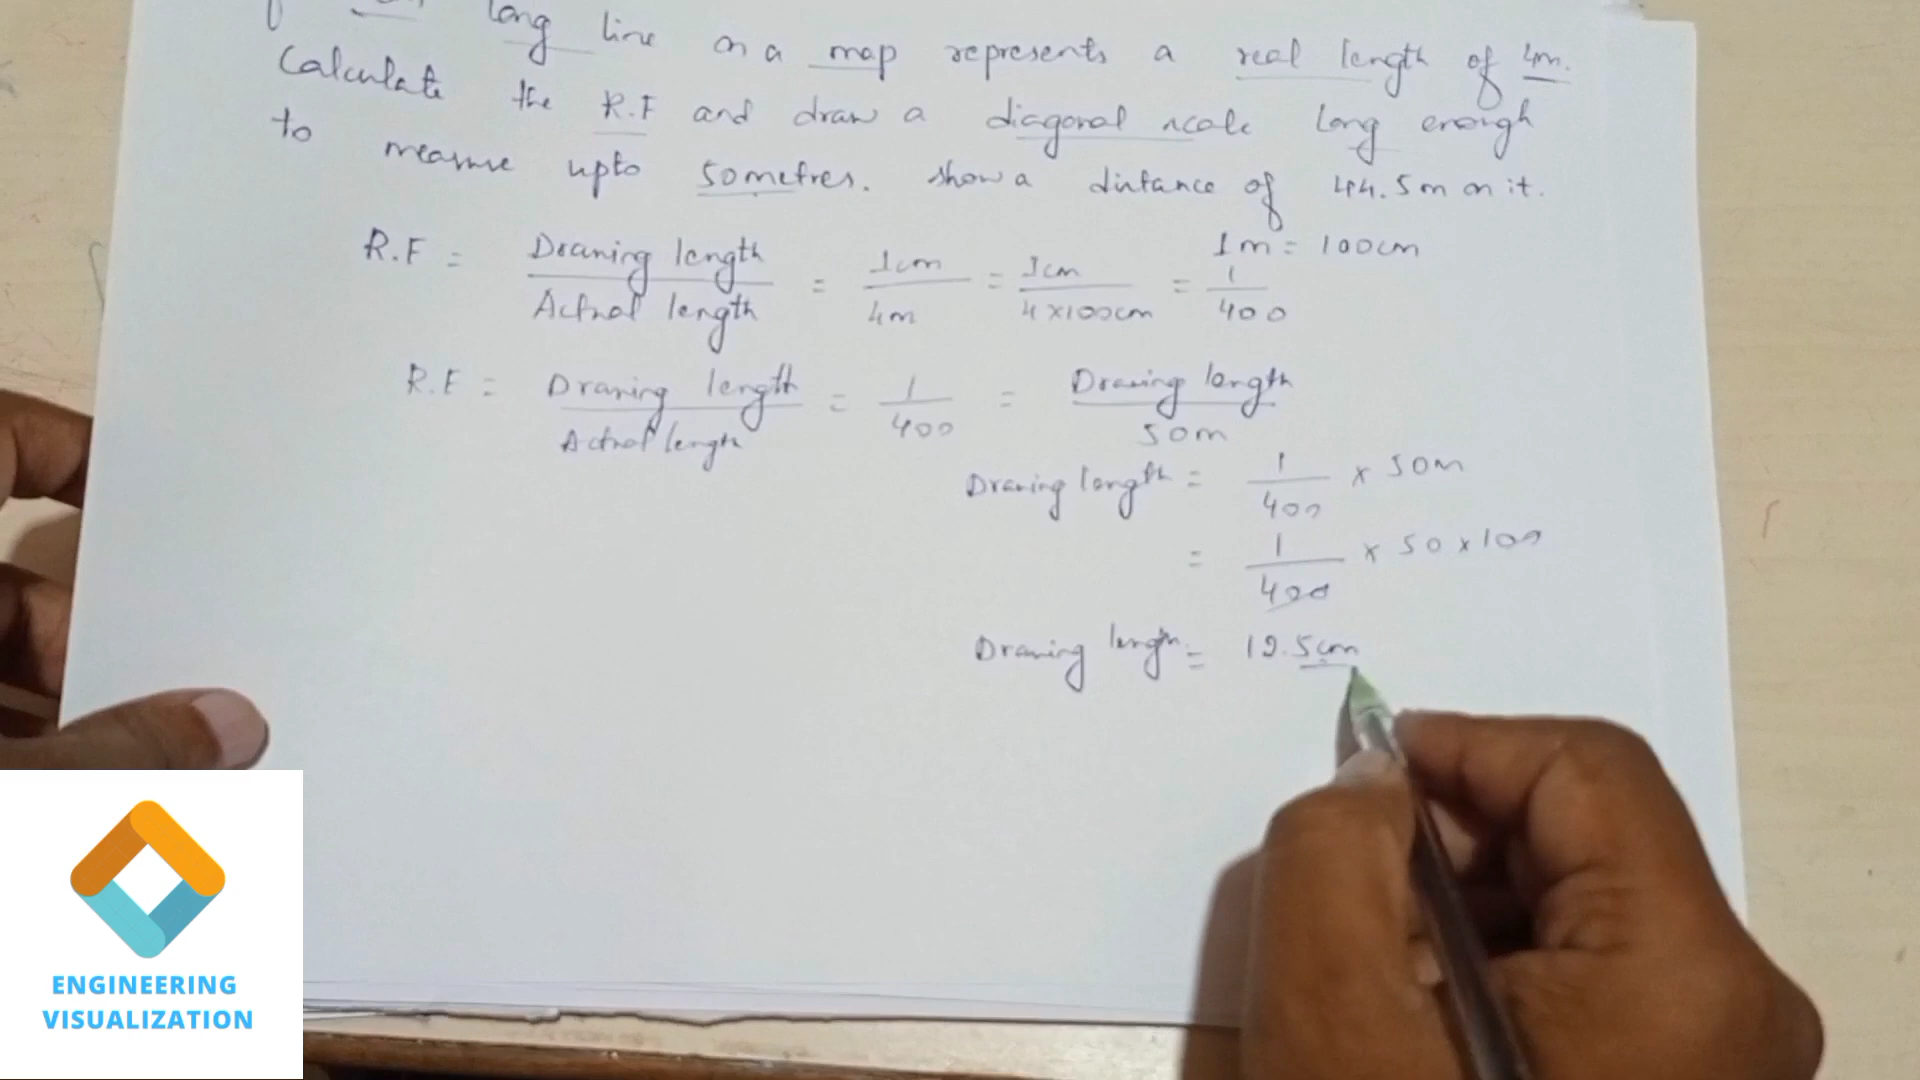 long line on a map represents a real length of 4m.
Calculate the R.F and draw a diagonal scale long enough
to measure upto 50 metres. show a distance of 44.5m on it.
1m = 100cm
R.F = Drawing length / Actual length = 1cm / 4m = 1cm / 4x100cm = 1 / 400
R.F = Drawing length / Actual length = 1 / 400 = Drawing length / 50m
Drawing length = 1 / 400 x 50m
= 1 / 400 x 50 x 100
Drawing length = 12.5cm
ENGINEERING
VISUALIZATION